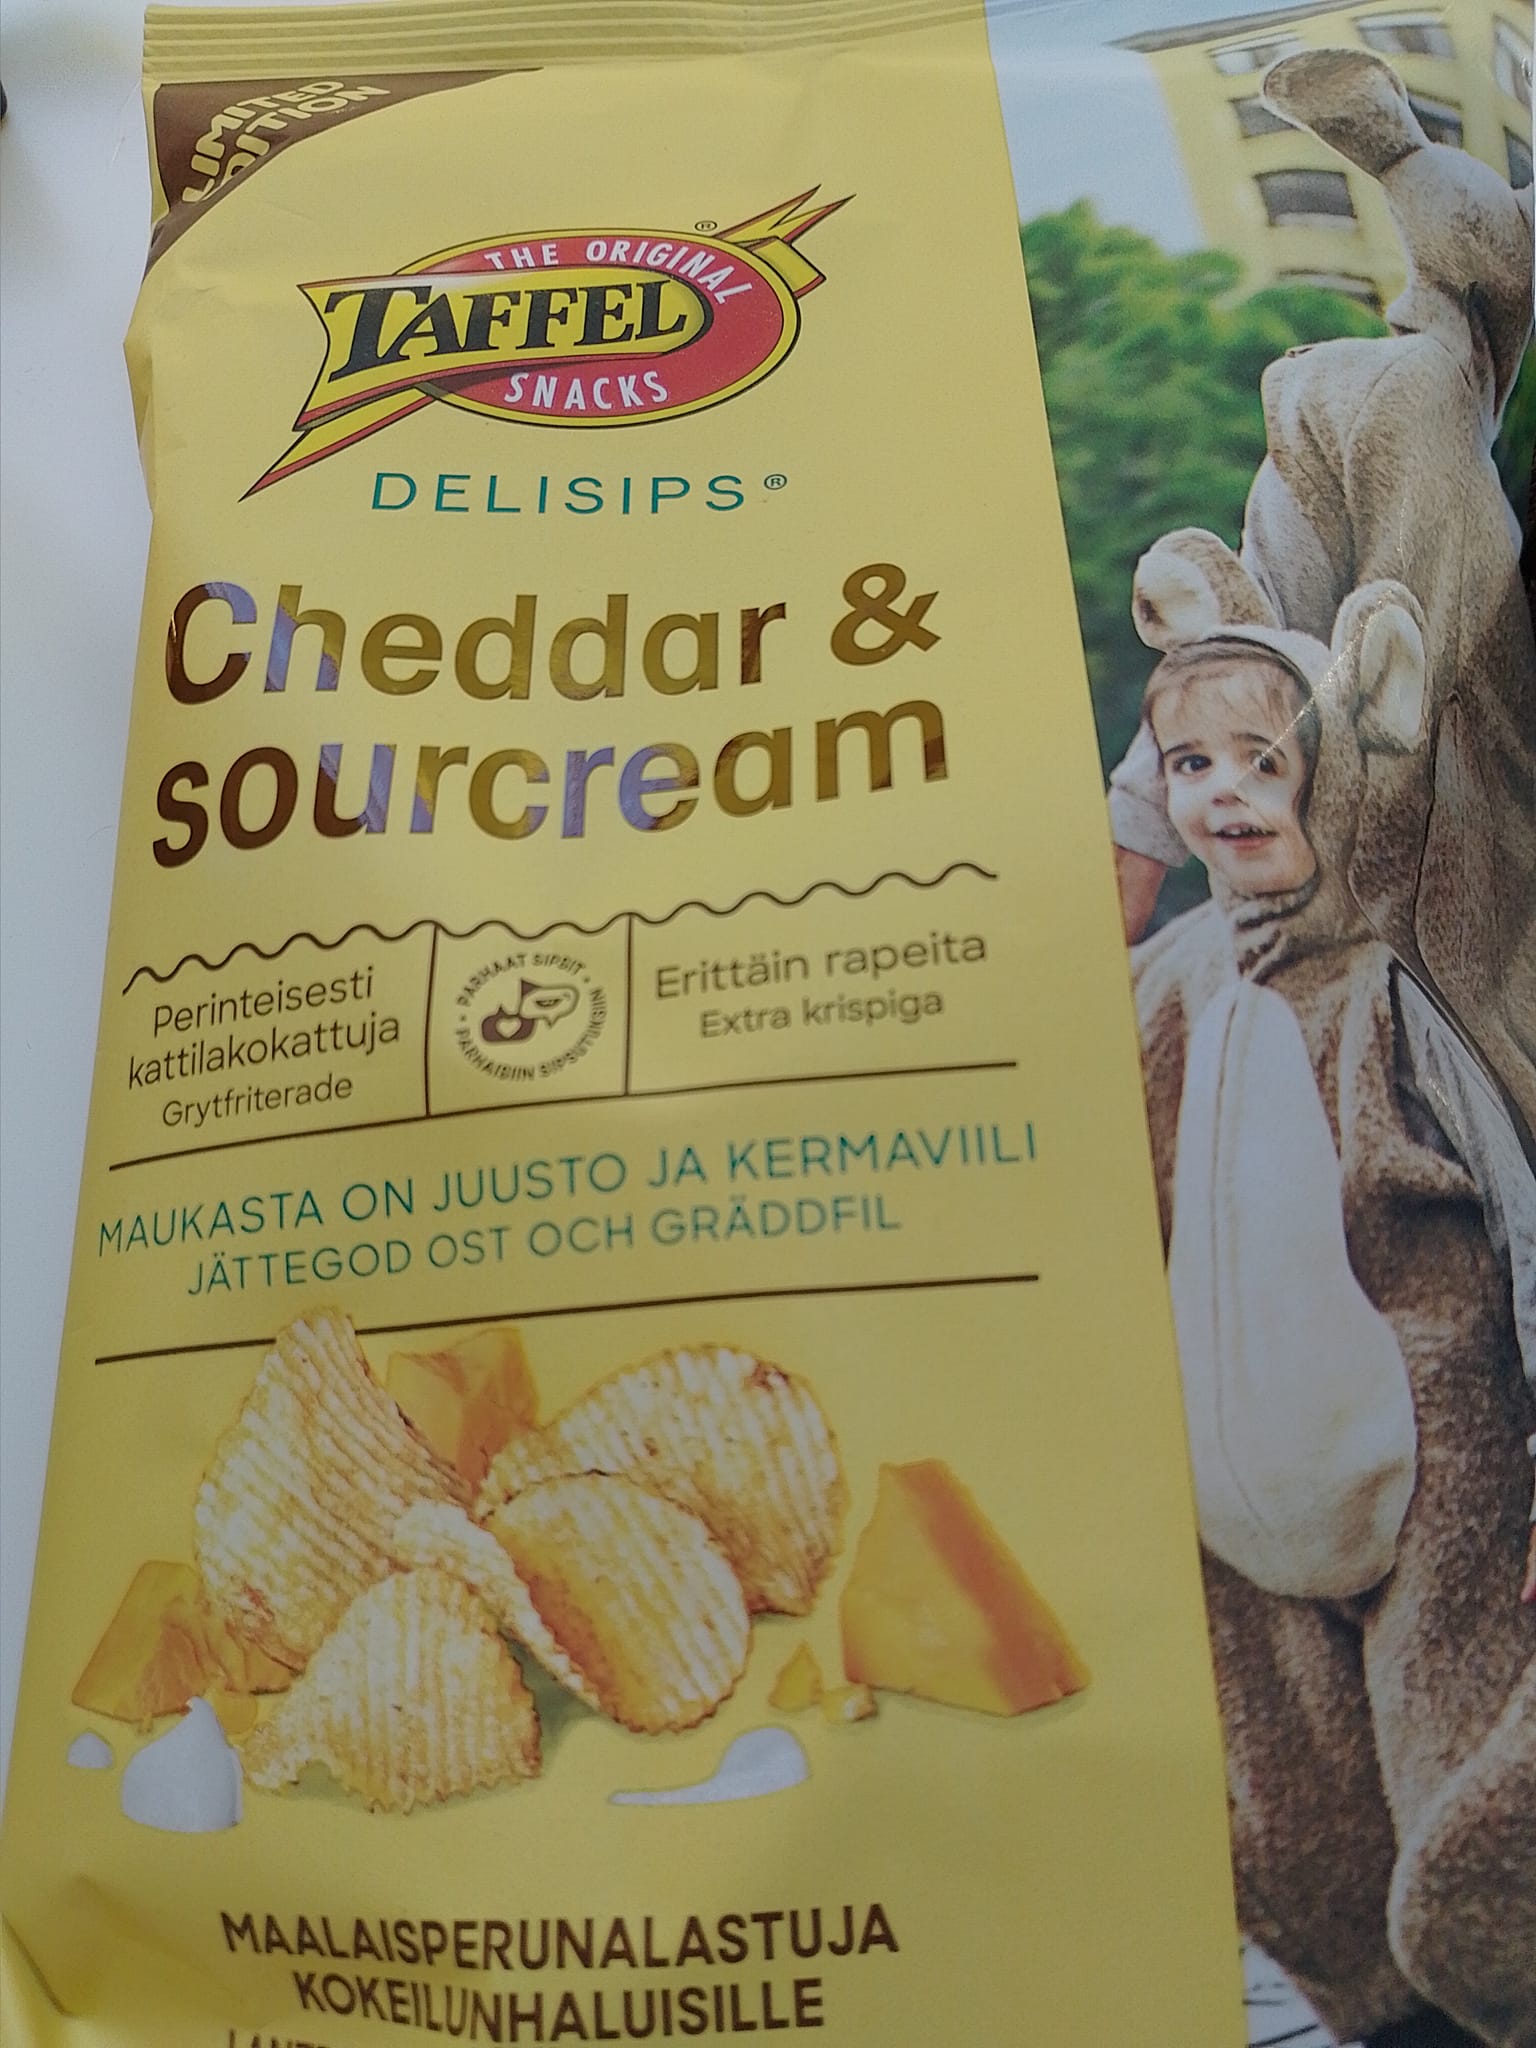 LIMITED
EDITION
THE ORIGINAL
TAFFEL
SNACKS
®
DELISIPS®
Cheddar &
sourcream
Perinteisesti
kattilakokattuja
Grytfriterade
PARHAAT SIPSIT
PARHAISIIN SIPSUTUKSIIN
Erittäin rapeita
Extra krispiga
MAUKASTA ON JUUSTO JA KERMAVIILI
JÄTTEGOD OST OCH GRÄDDFIL
MAALAISPERUNALASTUJA
KOKEILUNHALUISILLE